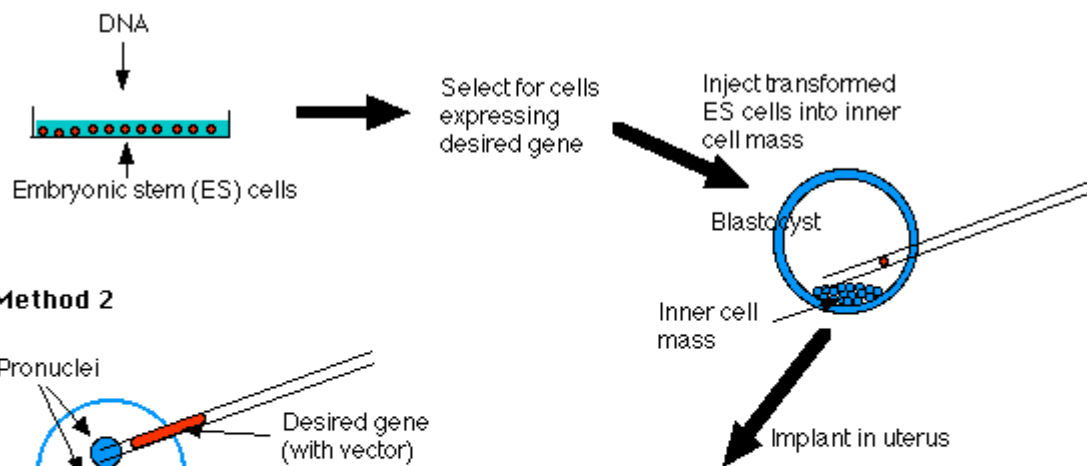 DNA
Select for cells
expressing
desired gene
Inject transformed
ES cells into inner
cell mass
Embryonic stem (ES) cells
Blastocyst
Method 2
Inner cell
mass
Pronuclei
Desired gene
(with vector)
Implant in uterus